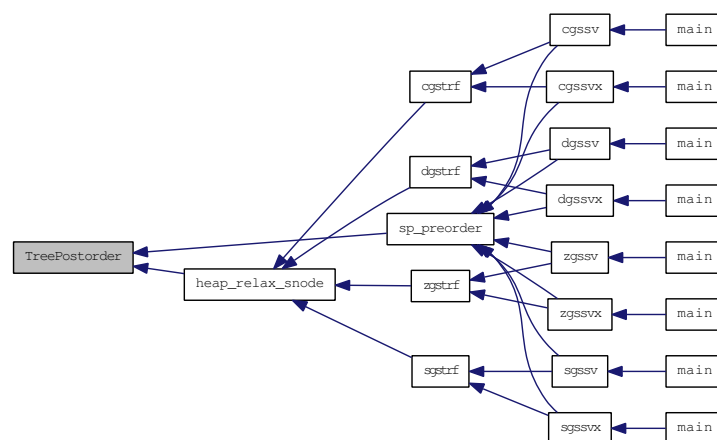 cgssv
main
cgstrf
cgssvx
main
dgssv
main
dgstrf
dgssvx
main
sp_preorder
TreePostorder
zgssv
main
heap_relax_snode
zgstrf
zgssvx
main
sgstrf
sgssv
main
sgssvx
main